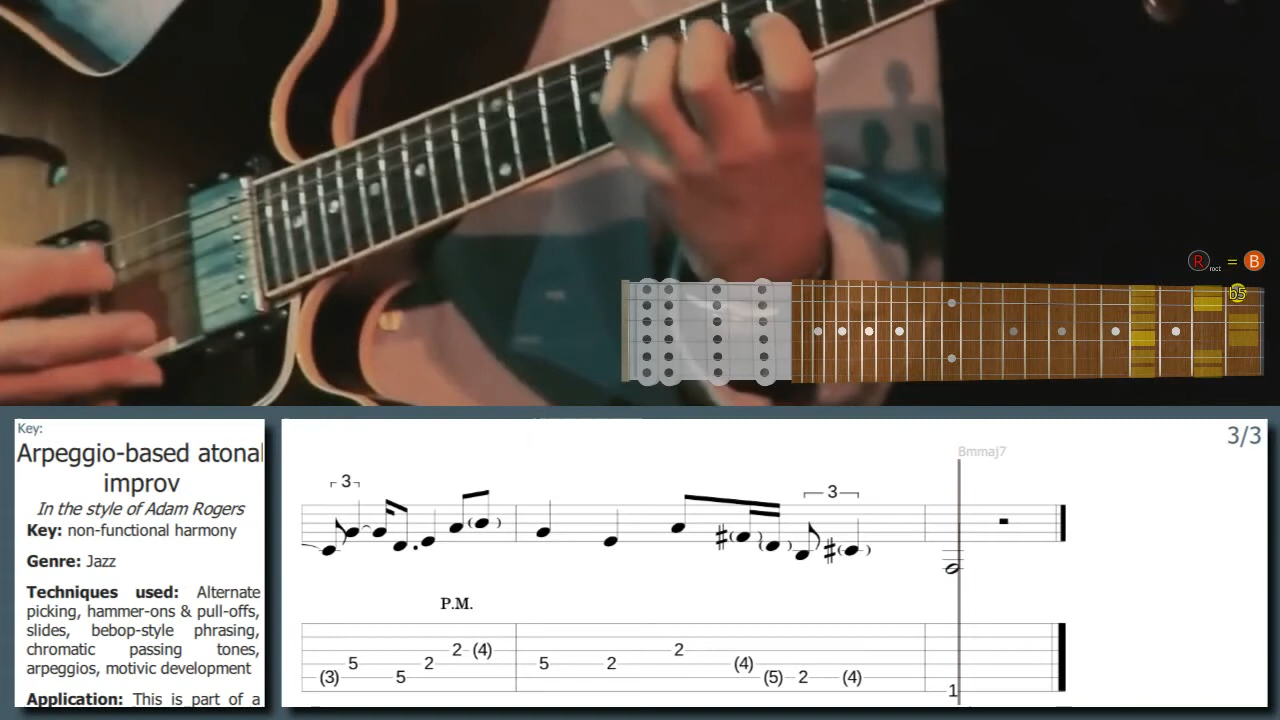 R root = B
b5
Key:
Arpeggio-based atonal
improv
In the style of Adam Rogers
Key: non-functional harmony
Genre: Jazz
Techniques used: Alternate
picking, hammer-ons & pull-offs,
slides, bebop-style phrasing,
chromatic passing tones,
arpeggios, motivic development
Application: This is part of a
3/3
Bmmaj7
3
3
P.M.
2 (4) 2
5 2 5 2 (4)
(3) 5 (5) 2 (4)
1